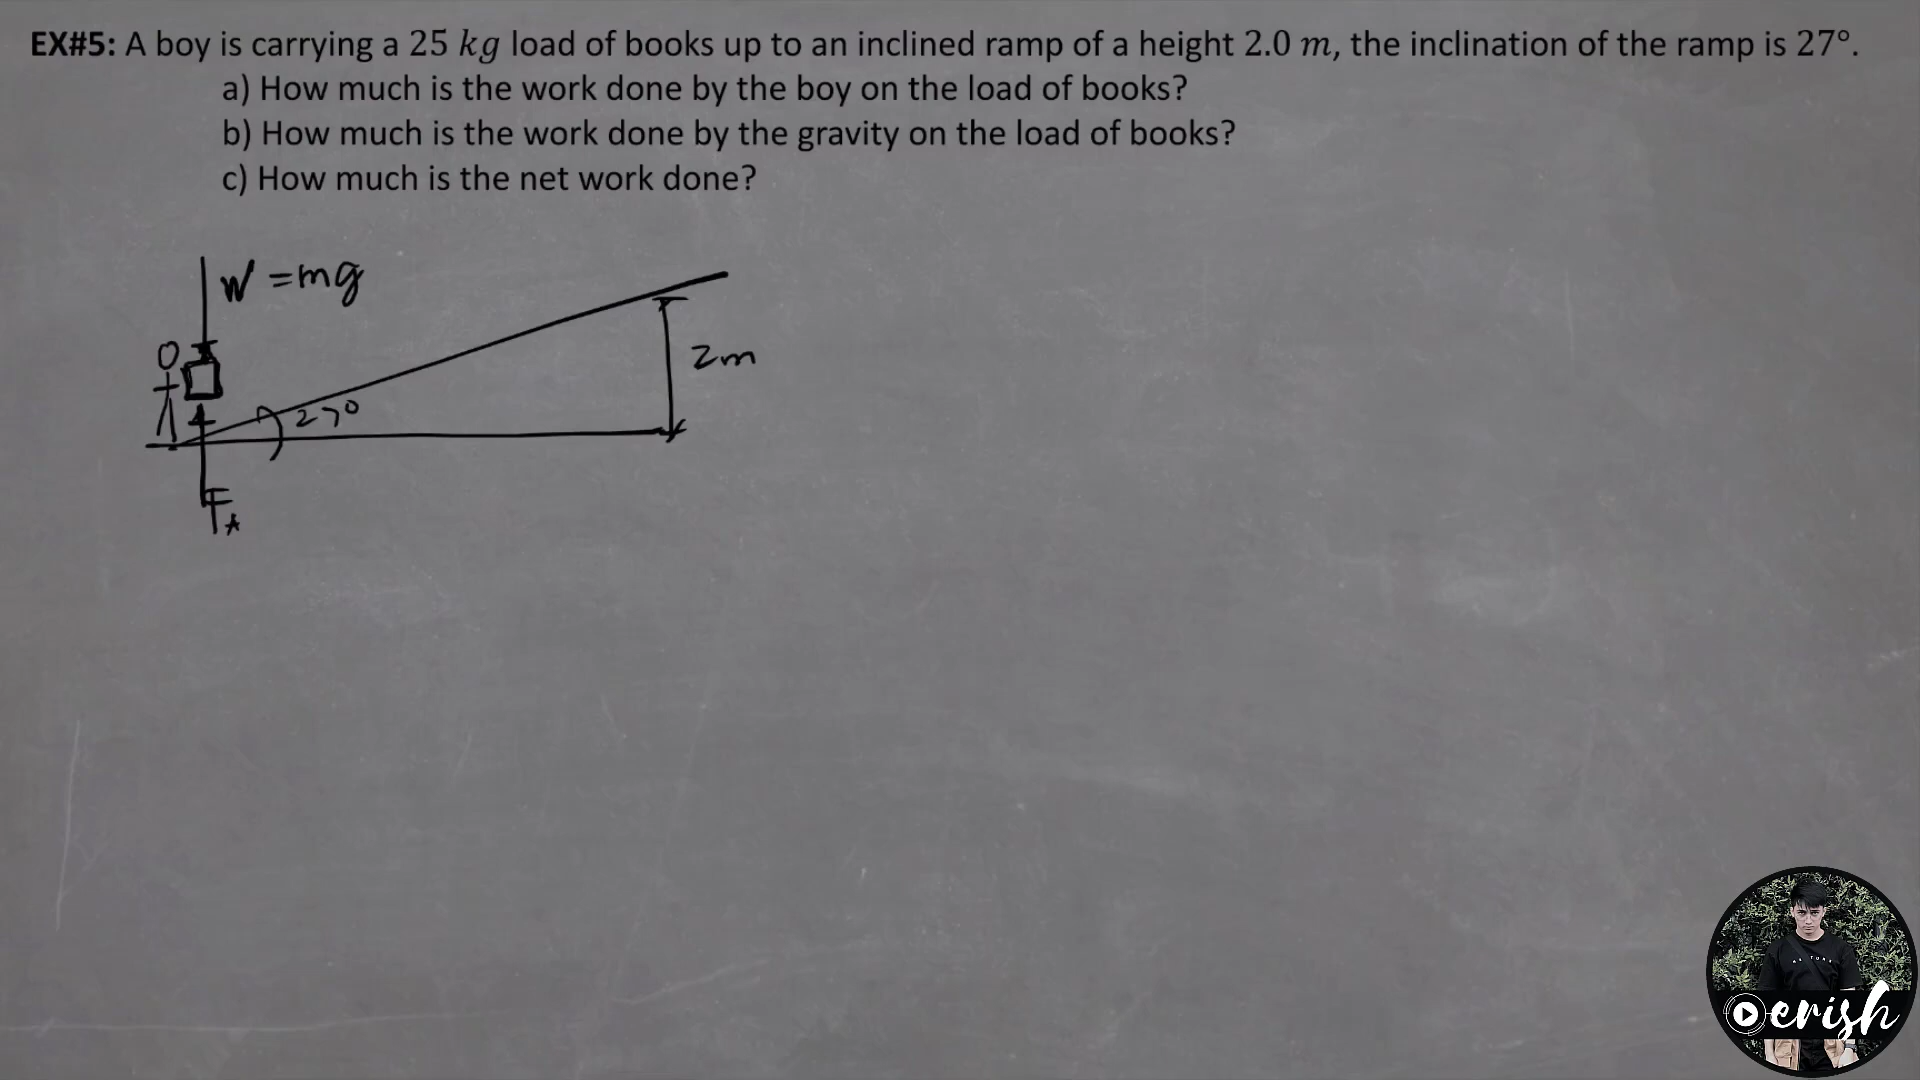 EX#5: A boy is carrying a 25 kg load of books up to an inclined ramp of a height 2.0 m, the inclination of the ramp is 27°.
a) How much is the work done by the boy on the load of books?
b) How much is the work done by the gravity on the load of books?
c) How much is the net work done?
W = mg
2m
27°
F_A
erish